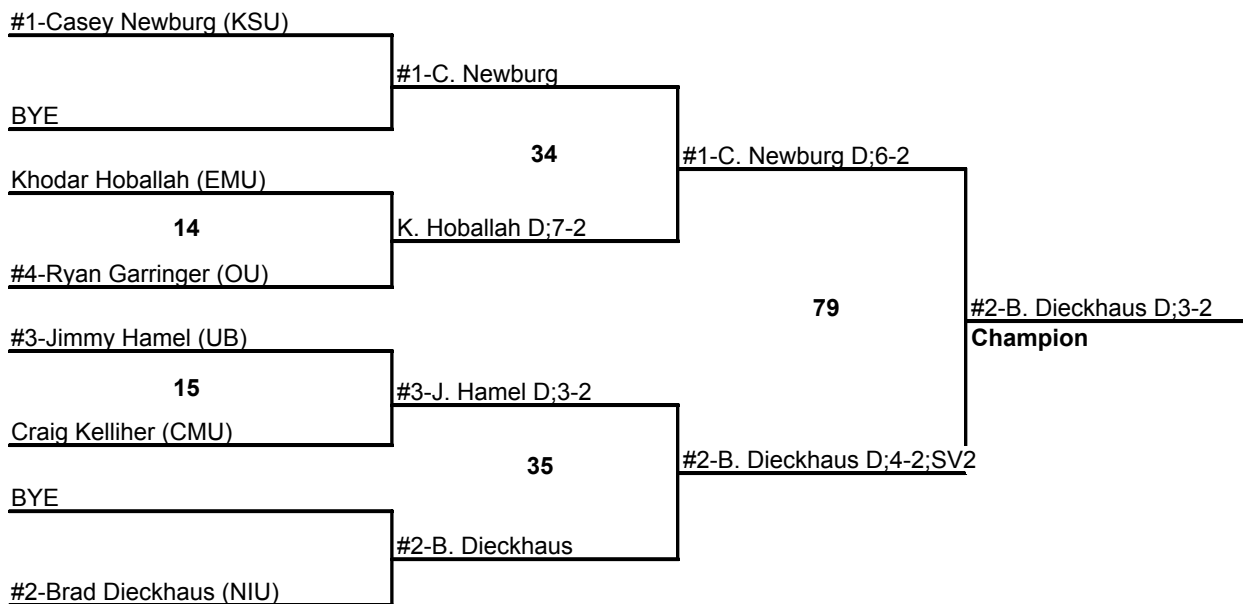 #1-Casey Newburg (KSU)
#1-C. Newburg
BYE
34
#1-C. Newburg D;6-2
Khodar Hoballah (EMU)
14
K. Hoballah D;7-2
#4-Ryan Garringer (OU)
79
#2-B. Dieckhaus D;3-2
Champion
#3-Jimmy Hamel (UB)
15
#3-J. Hamel D;3-2
Craig Kelliher (CMU)
35
#2-B. Dieckhaus D;4-2;SV2
BYE
#2-B. Dieckhaus
#2-Brad Dieckhaus (NIU)